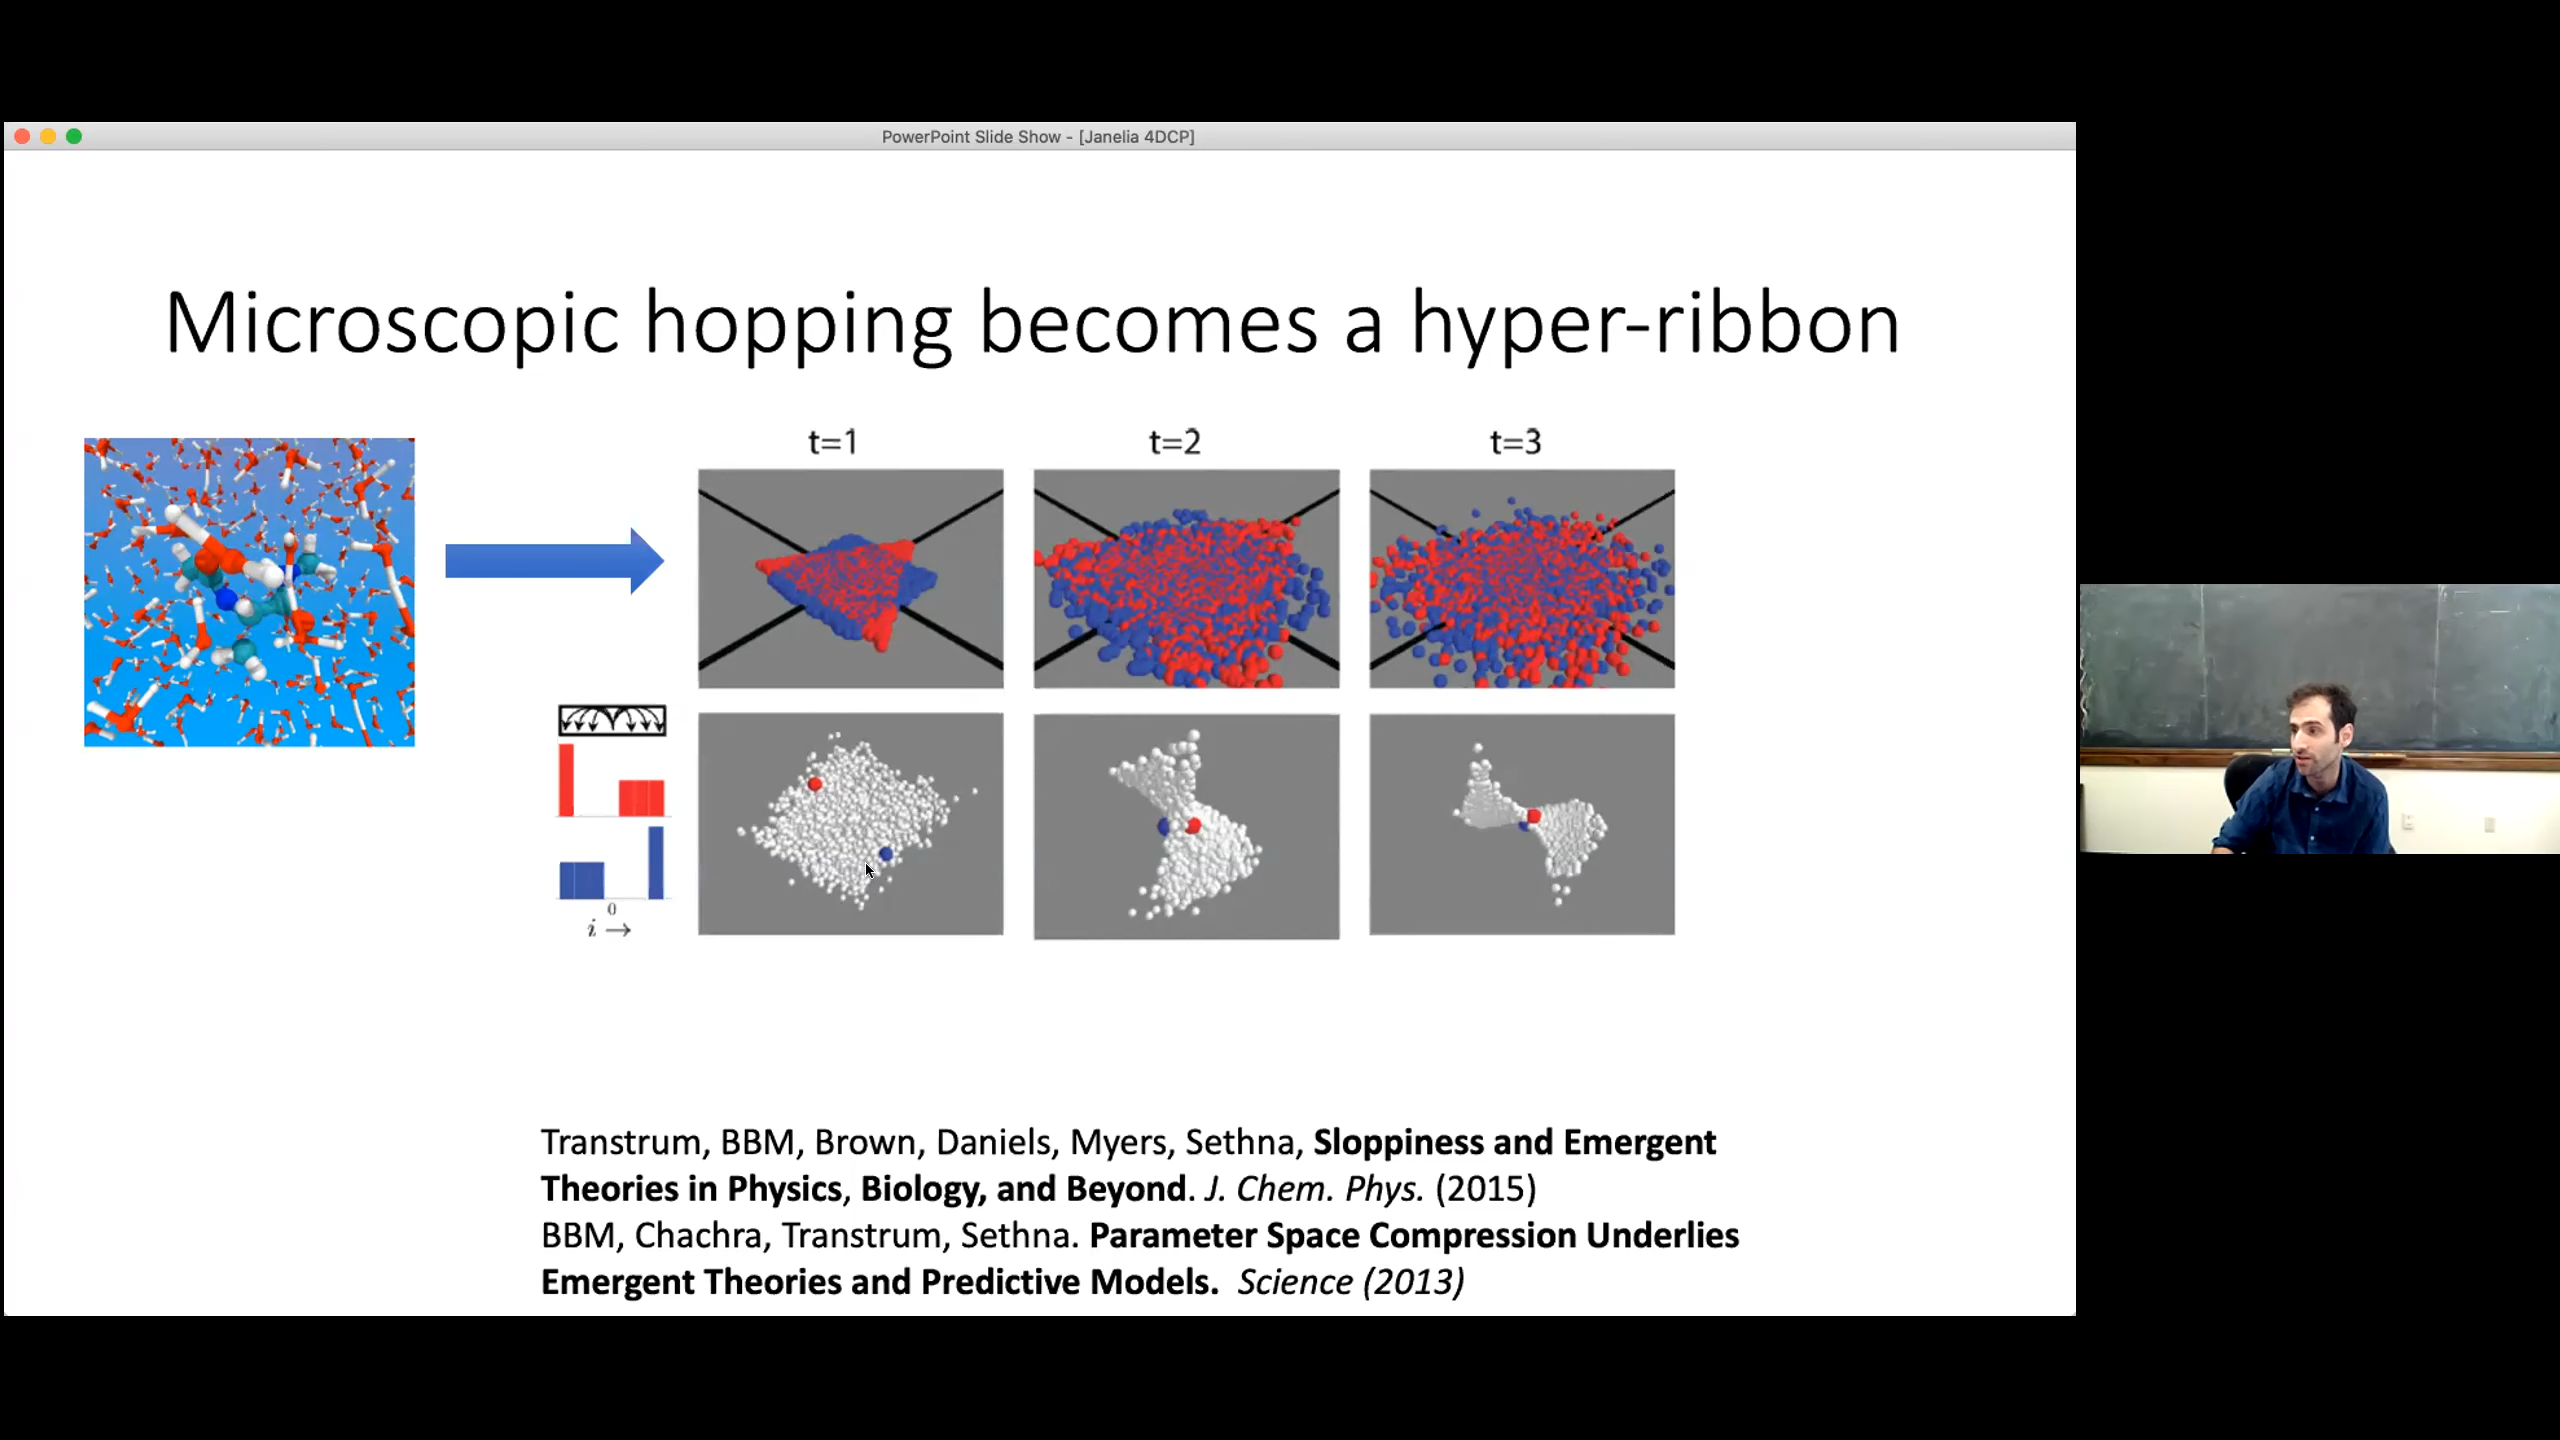 PowerPoint Slide Show - [Janelia 4DCP]
Microscopic hopping becomes a hyper-ribbon
t=1
t=2
t=3
0
i →
Transtrum, BBM, Brown, Daniels, Myers, Sethna, Sloppiness and Emergent
Theories in Physics, Biology, and Beyond. J. Chem. Phys. (2015)
BBM, Chachra, Transtrum, Sethna. Parameter Space Compression Underlies
Emergent Theories and Predictive Models. Science (2013)